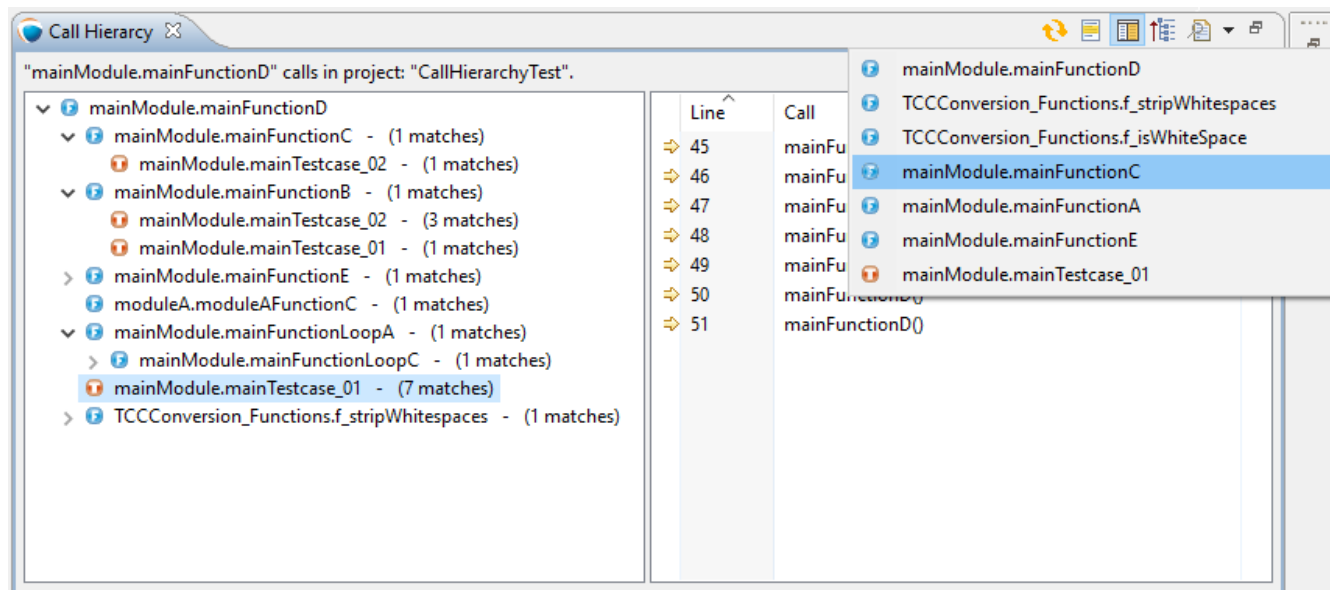 Call Hierarcy
"mainModule.mainFunctionD" calls in project: "CallHierarchyTest".
mainModule.mainFunctionD
mainModule.mainFunctionC - (1 matches)
mainModule.mainTestcase_02 - (1 matches)
mainModule.mainFunctionB - (1 matches)
mainModule.mainTestcase_02 - (3 matches)
mainModule.mainTestcase_01 - (1 matches)
mainModule.mainFunctionE - (1 matches)
moduleA.moduleAFunctionC - (1 matches)
mainModule.mainFunctionLoopA - (1 matches)
mainModule.mainFunctionLoopC - (1 matches)
mainModule.mainTestcase_01 - (7 matches)
TCCConversion_Functions.f_stripWhitespaces - (1 matches)
Line Call
45 mainFu
46 mainFu
47 mainFu
48 mainFu
49 mainFu
50 mainFunctionD()
51 mainFunctionD()
mainModule.mainFunctionD
TCCConversion_Functions.f_stripWhitespaces
TCCConversion_Functions.f_isWhiteSpace
mainModule.mainFunctionC
mainModule.mainFunctionA
mainModule.mainFunctionE
mainModule.mainTestcase_01